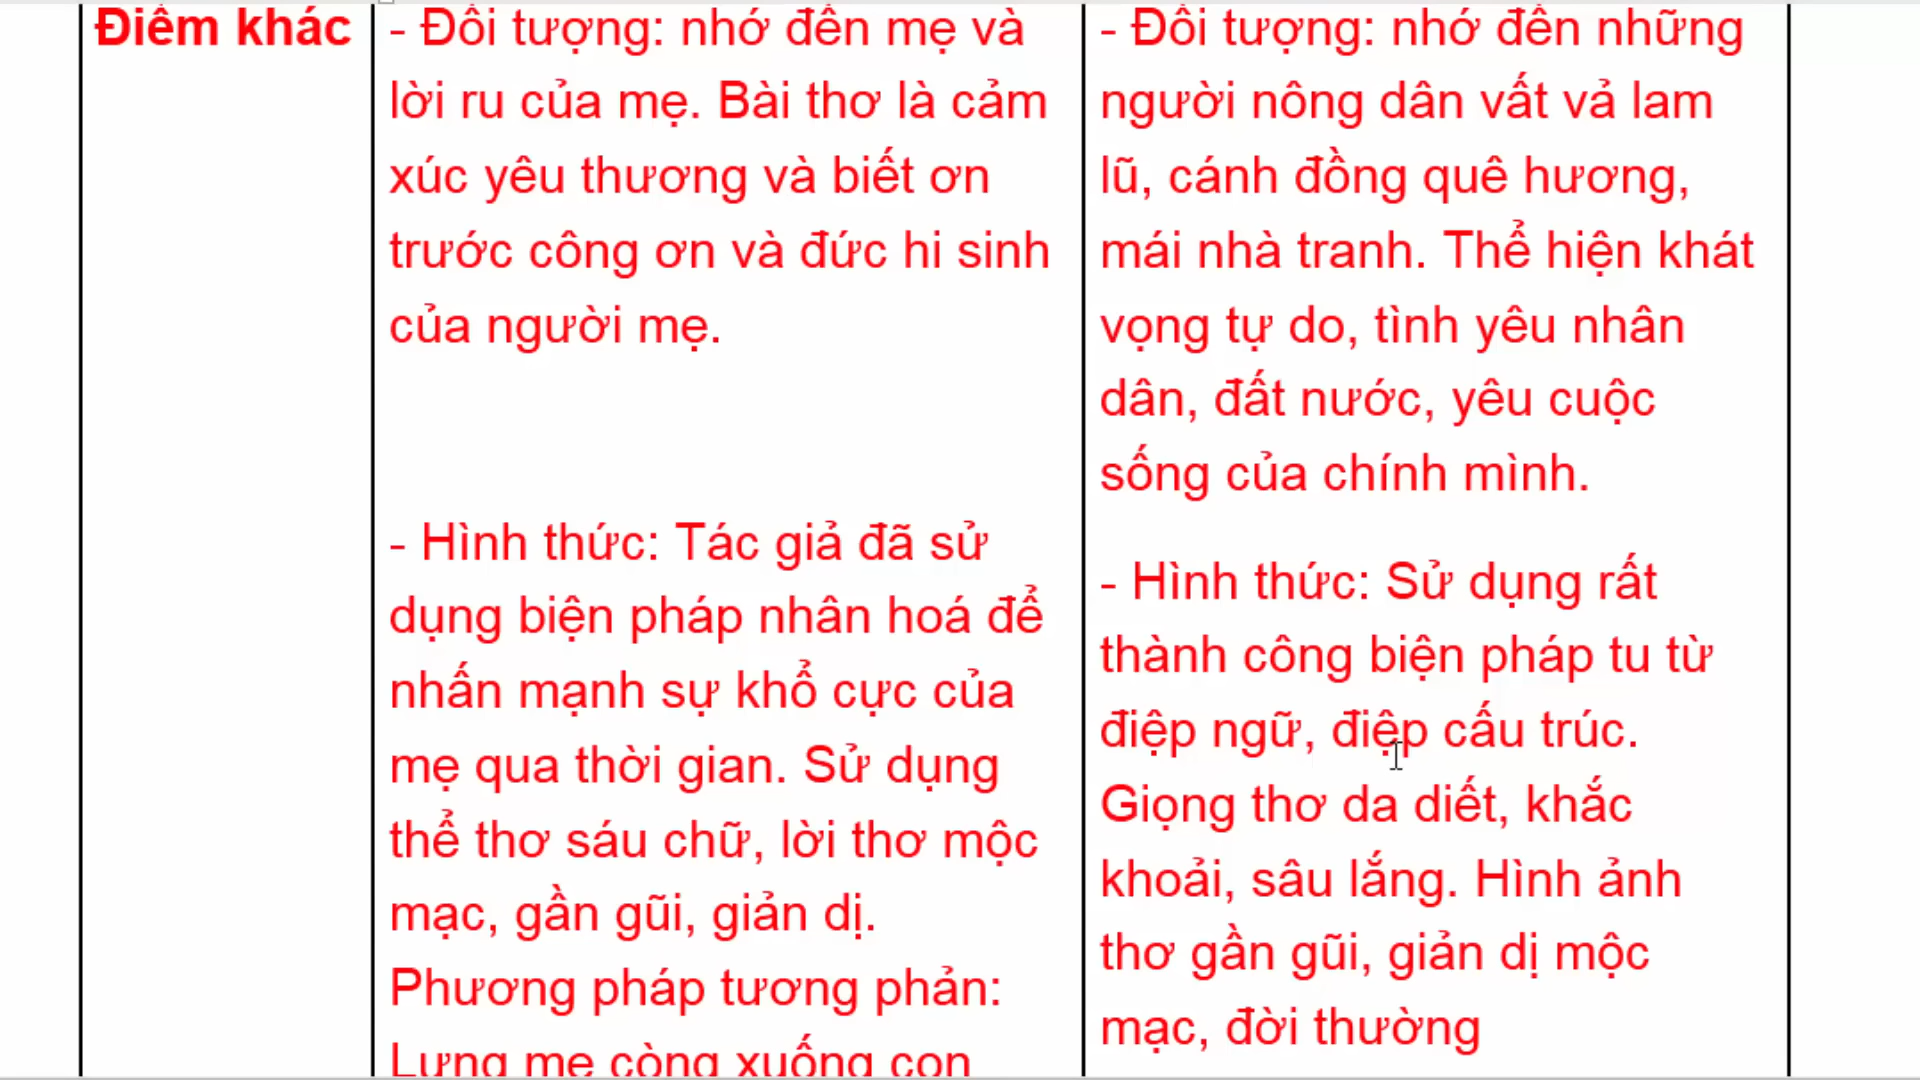 Điểm khác
- Đối tượng: nhớ đến mẹ và
lời ru của mẹ. Bài thơ là cảm
xúc yêu thương và biết ơn
trước công ơn và đức hi sinh
của người mẹ.
- Hình thức: Tác giả đã sử
dụng biện pháp nhân hoá để
nhấn mạnh sự khổ cực của
mẹ qua thời gian. Sử dụng
thể thơ sáu chữ, lời thơ mộc
mạc, gần gũi, giản dị.
Phương pháp tương phản:
Lưng mẹ còng xuống con
- Đối tượng: nhớ đến những
người nông dân vất vả lam
lũ, cánh đồng quê hương,
mái nhà tranh. Thể hiện khát
vọng tự do, tình yêu nhân
dân, đất nước, yêu cuộc
sống của chính mình.
- Hình thức: Sử dụng rất
thành công biện pháp tu từ
điệp ngữ, điệp cấu trúc.
Giọng thơ da diết, khắc
khoải, sâu lắng. Hình ảnh
thơ gần gũi, giản dị mộc
mạc, đời thường